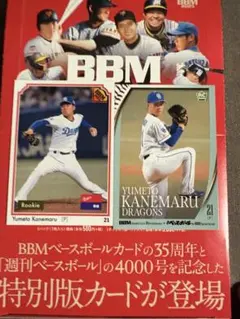 BBM
Rookie
Yumeto Kanemaru
21
YUMETO
KANEMARU
DRAGONS
21
BBMベースボールカードの35周年と
「週刊ベースボール」の4000号を記念した
特別版カードが登場